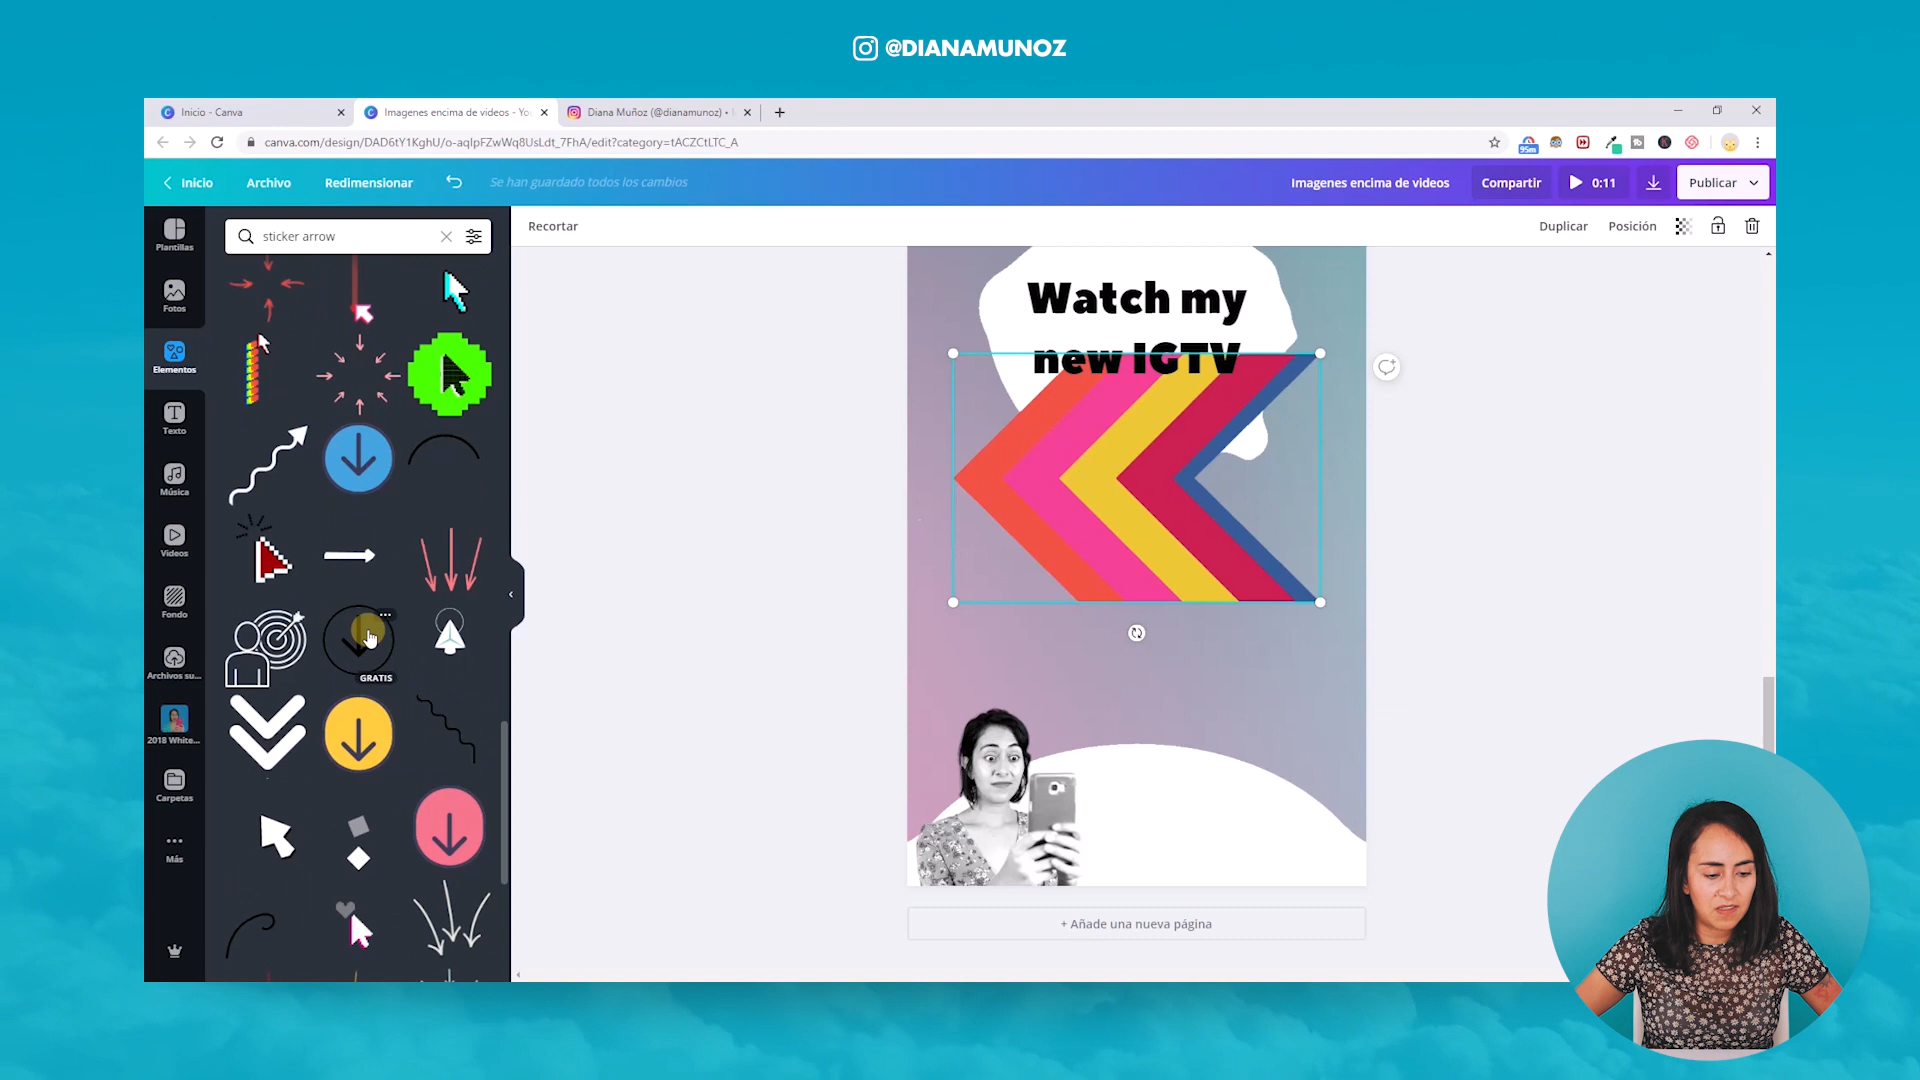 @DIANAMUNOZ
Inicio - Canva
Imagenes encima de videos - Yo
Diana Muñoz (@dianamunoz) •
canva.com/design/DAD6tY1KghU/o-aqIpFZwWq8UsLdt_7FhA/edit?category=tACZCtLTC_A
95m
Inicio
Archivo
Redimensionar
Se han guardado todos los cambios
Imagenes encima de videos
Compartir
0:11
Publicar
Plantillas
Fotos
Elementos
Texto
Música
Videos
Fondo
Archivos su...
2018 White...
Carpetas
Más
sticker arrow
GRATIS
Recortar
Duplicar
Posición
Watch my
new IGTV
+ Añade una nueva página